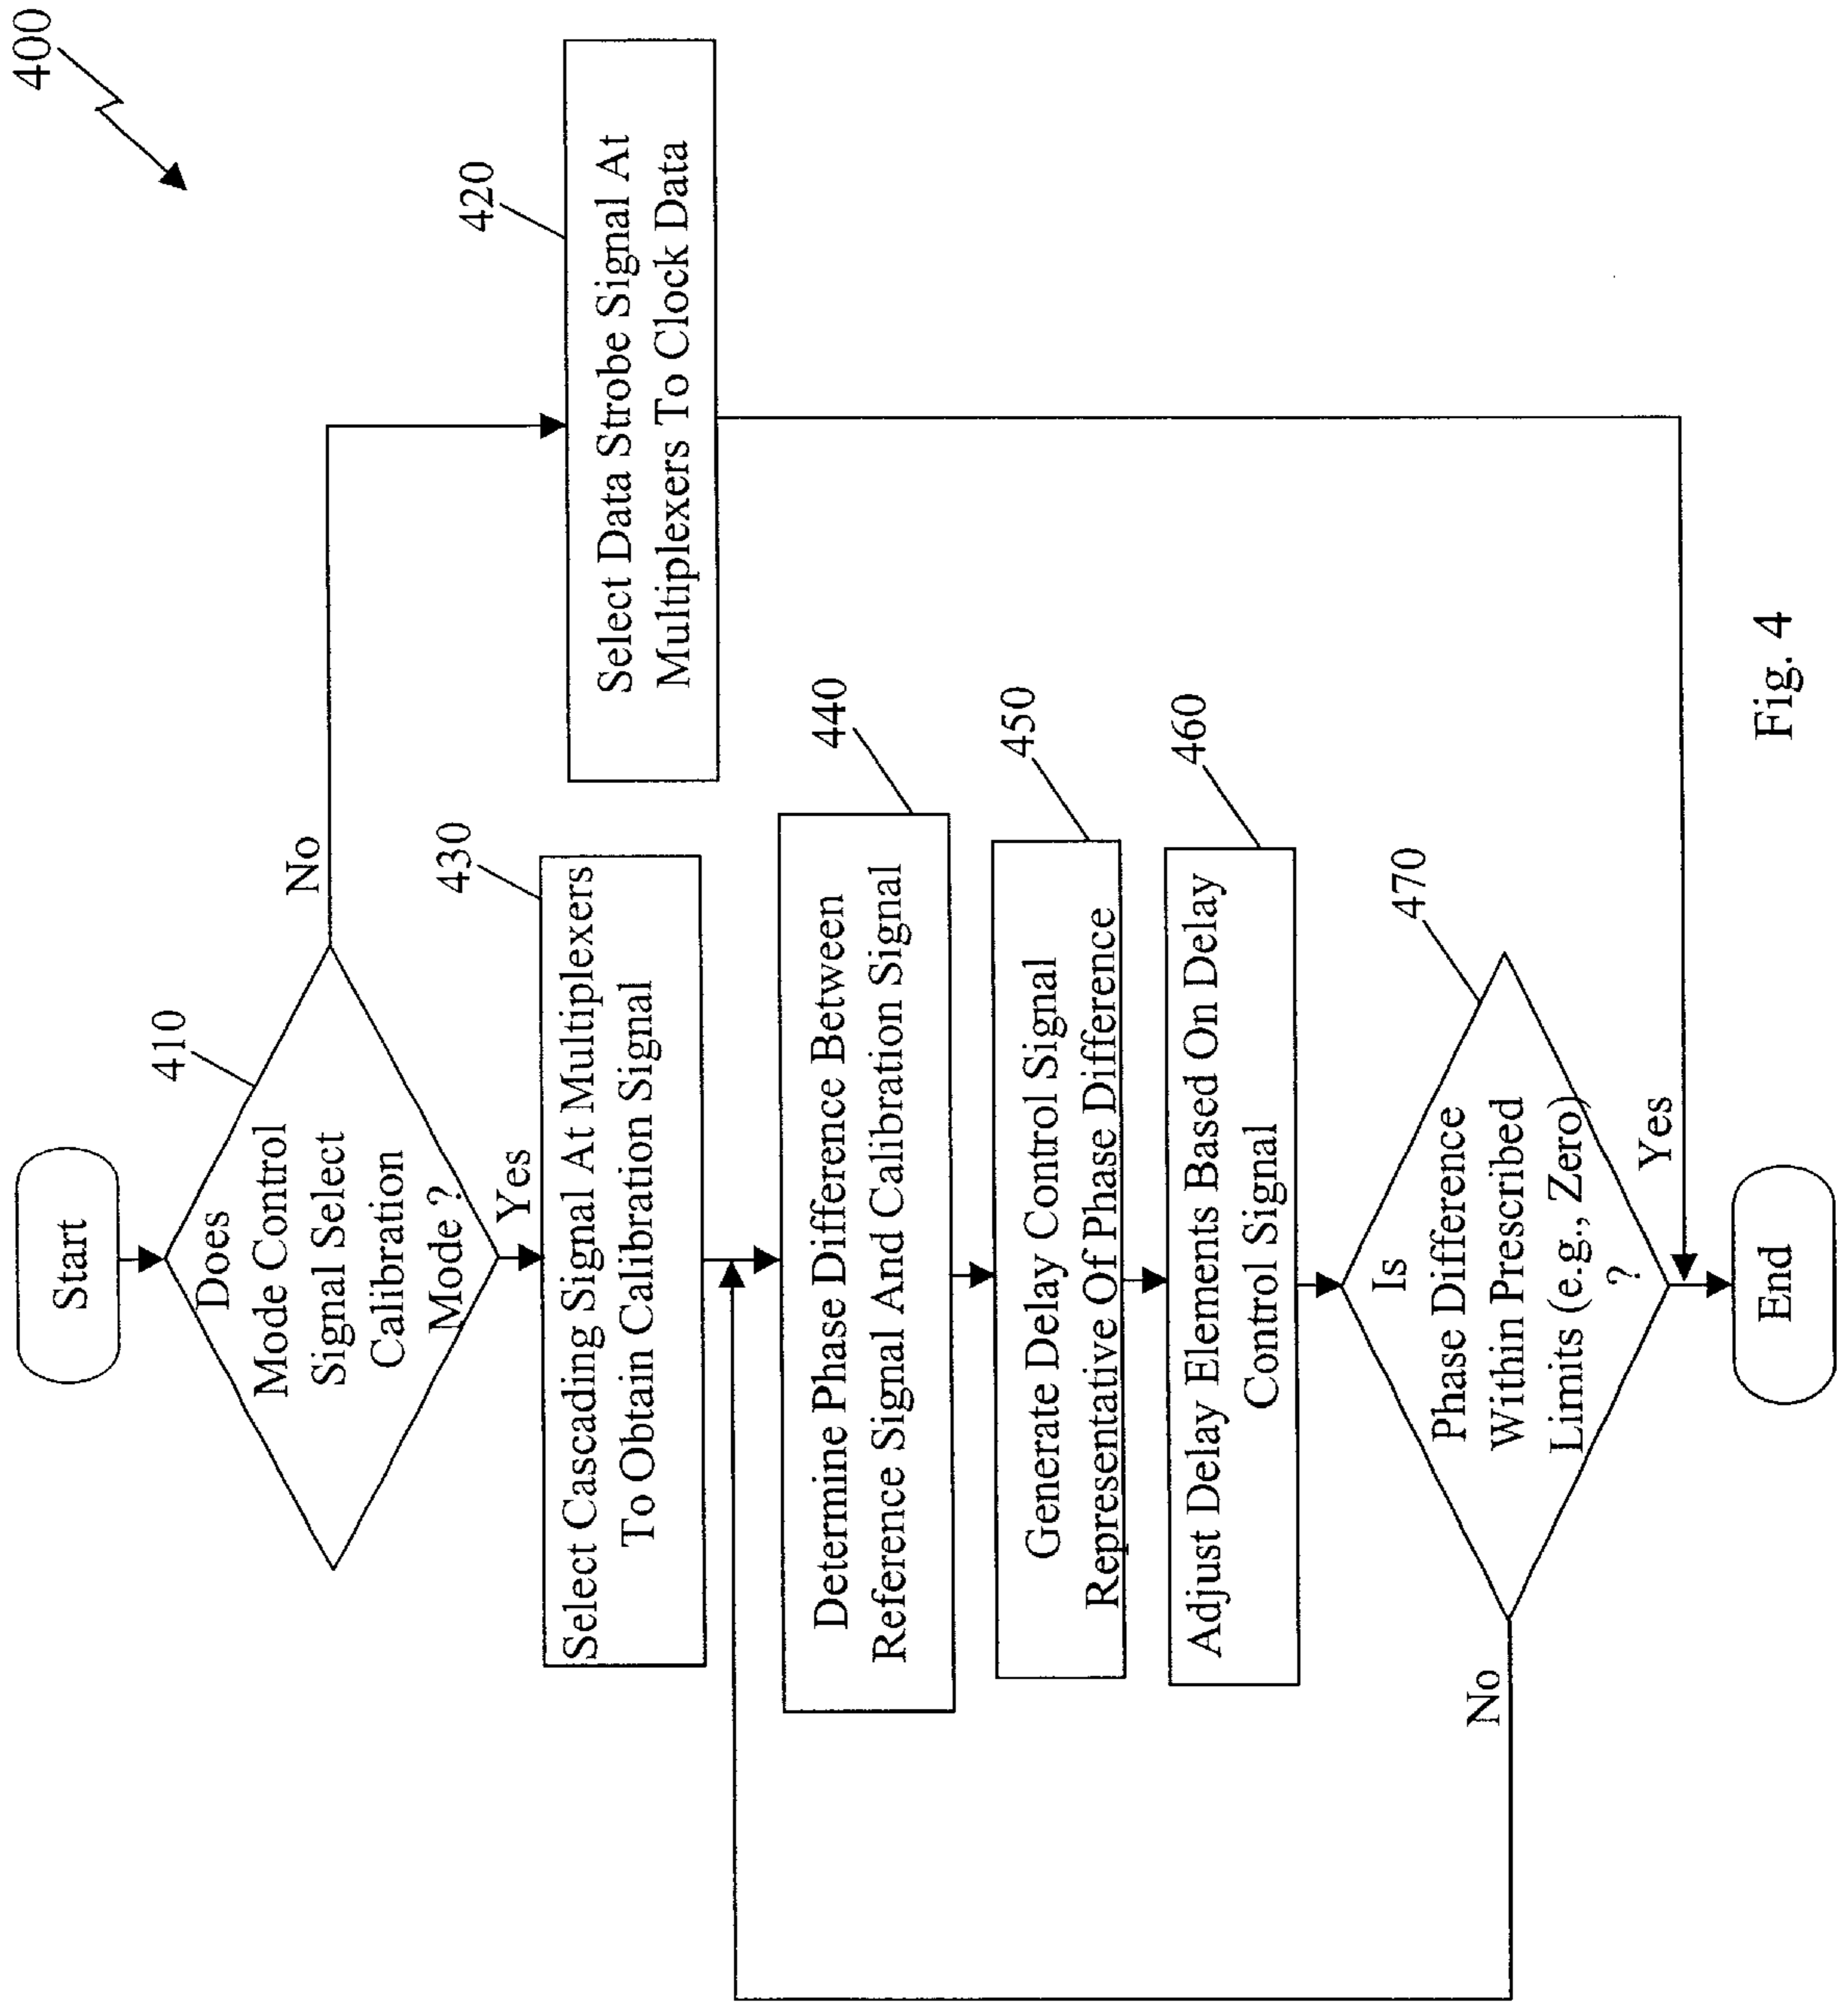 400
Start
410
Does
Mode Control
Signal Select
Calibration
Mode ?
No
Yes
420
Select Data Strobe Signal At
Multiplexers To Clock Data
430
Select Cascading Signal At Multiplexers
To Obtain Calibration Signal
440
Determine Phase Difference Between
Reference Signal And Calibration Signal
450
Generate Delay Control Signal
Representative Of Phase Difference
460
Adjust Delay Elements Based On Delay
Control Signal
470
Is
Phase Difference
Within Prescribed
Limits (e.g., Zero)
?
No
Yes
End
Fig. 4